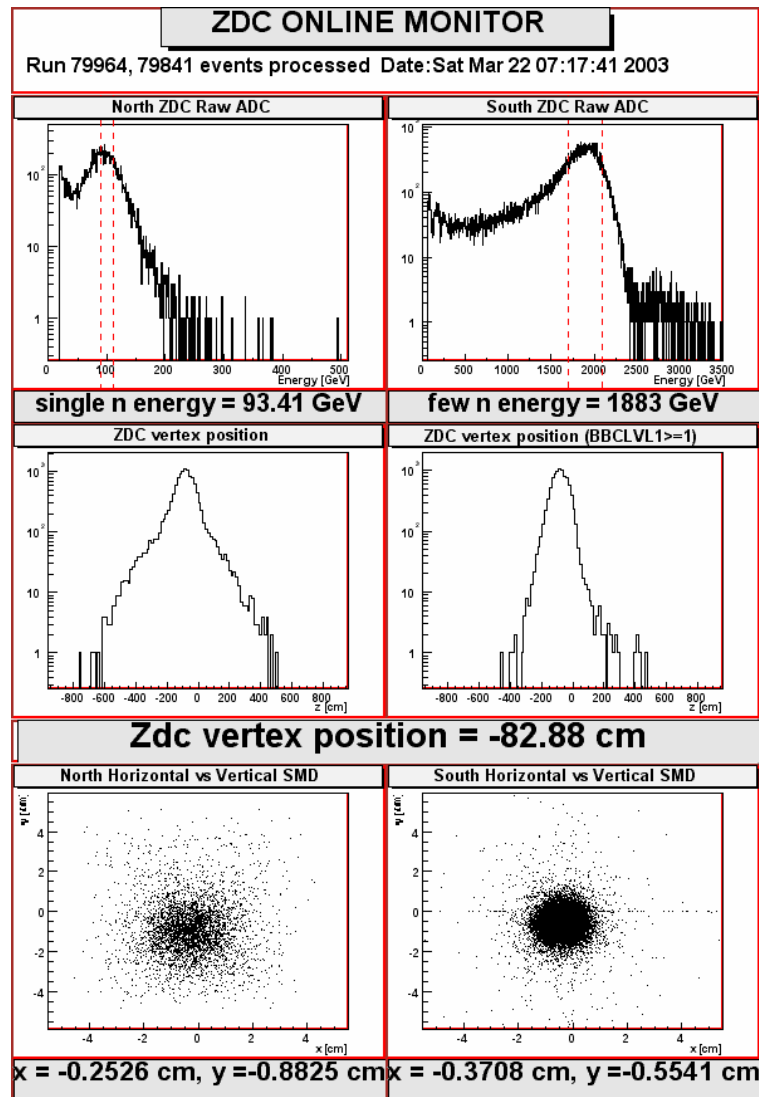 ZDC ONLINE MONITOR
Run 79964, 79841 events processed Date:Sat Mar 22 07:17:41 2003
North ZDC Raw ADC
South ZDC Raw ADC
10²
10
1
0 100 200 300 400 500
Energy [GeV]
10³
10²
10
1
0 500 1000 1500 2000 2500 3000 3500
Energy [GeV]
single n energy = 93.41 GeV
few n energy = 1883 GeV
ZDC vertex position
ZDC vertex position (BBCLVL1>=1)
10³
10²
10
1
-800 -600 -400 -200 0 200 400 600 800
z [cm]
10³
10²
10
1
-800 -600 -400 -200 0 200 400 600 800
z [cm]
Zdc vertex position = -82.88 cm
North Horizontal vs Vertical SMD
South Horizontal vs Vertical SMD
y [cm]
4
2
0
-2
-4
-4 -2 0 2 4
x [cm]
y [cm]
4
2
0
-2
-4
-4 -2 0 2 4
x [cm]
x = -0.2526 cm, y =-0.8825 cm
x = -0.3708 cm, y =-0.5541 cm